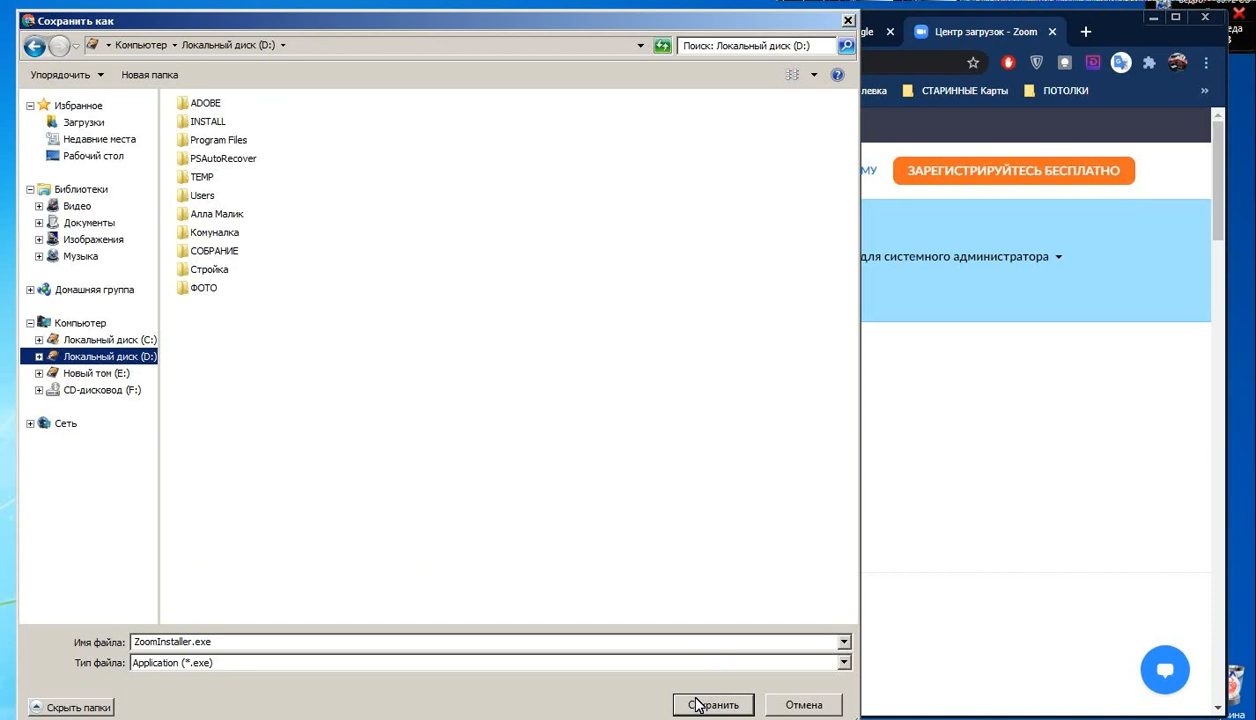 Сохранить как
Компьютер
Локальный диск (D:)
Поиск: Локальный диск (D:)
Упорядочить
Новая папка
Избранное
Загрузки
Недавние места
Рабочий стол
Библиотеки
Видео
Документы
Изображения
Музыка
Домашняя группа
Компьютер
Локальный диск (C:)
Локальный диск (D:)
Новый том (E:)
CD-дисковод (F:)
Сеть
ADOBE
INSTALL
Program Files
PSAutoRecover
TEMP
Users
Алла Малик
Комуналка
СОБРАНИЕ
Стройка
ФОТО
Имя файла: ZoomInstaller.exe
Тип файла: Application (*.exe)
Скрыть папки
Сохранить
Отмена
gle
Центр загрузок - Zoom
левка
СТАРИННЫЕ Карты
ПОТОЛКИ
»
МУ
ЗАРЕГИСТРИРУЙТЕСЬ БЕСПЛАТНО
для системного администратора